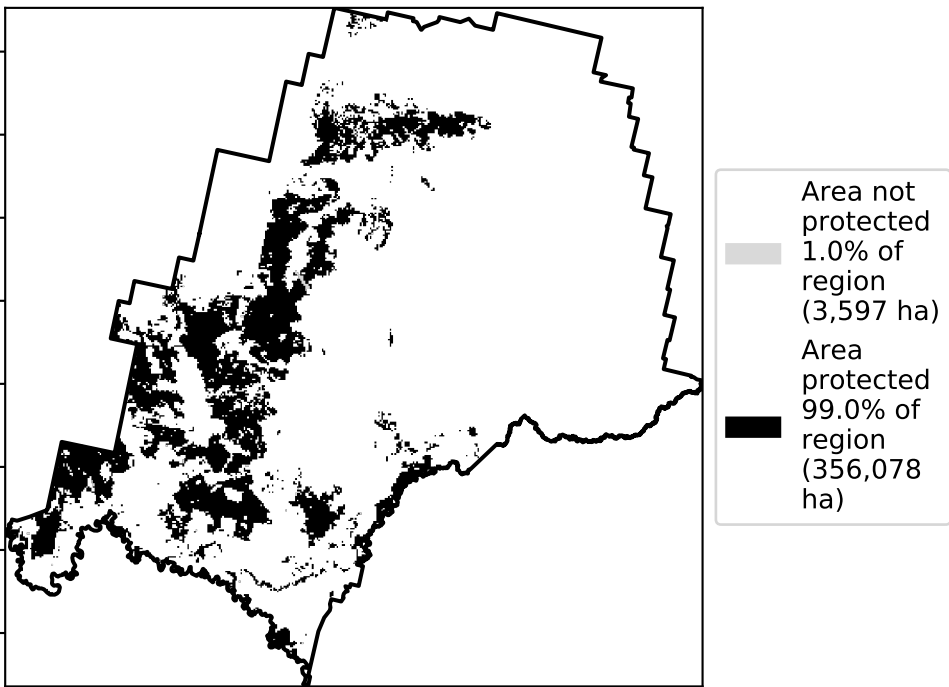 Area not
protected
1.0% of
region
(3,597 ha)
Area
protected
99.0% of
region
(356,078
ha)